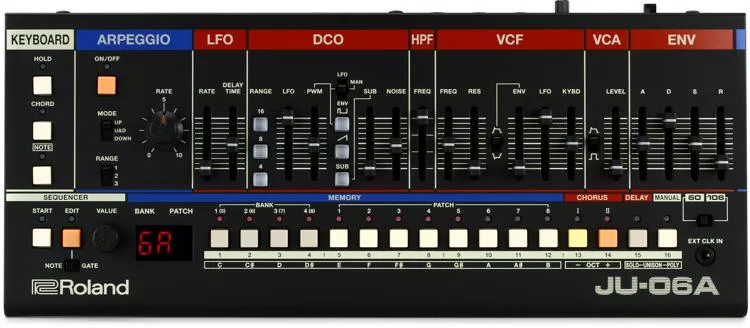 KEYBOARD ARPEGGIO LFO DCO HPF VCF VCA ENV
HOLD ON/OFF
RATE DELAY TIME RANGE LFO PWM LFO MAN ENV SUB NOISE FREQ FREQ RES ENV LFO KYBD LEVEL A D S R
CHORD MODE RATE 5
UP
U&D
DOWN
0 10
16
8
4
SUB
NOTE RANGE
1
2
3
SEQUENCER MEMORY CHORUS DELAY MANUAL 60 106
START EDIT VALUE BANK PATCH BANK PATCH I II
1 (5) 2 (6) 3 (7) 4 (8) 1 2 3 4 5 6 7 8
6A
EXT CLK IN
NOTE GATE
1 2 3 4 5 6 7 8 9 10 11 12 13 14 15 16
C C# D D# E F F# G G# A A# B − OCT + SOLO-UNISON-POLY
Roland JU-06A